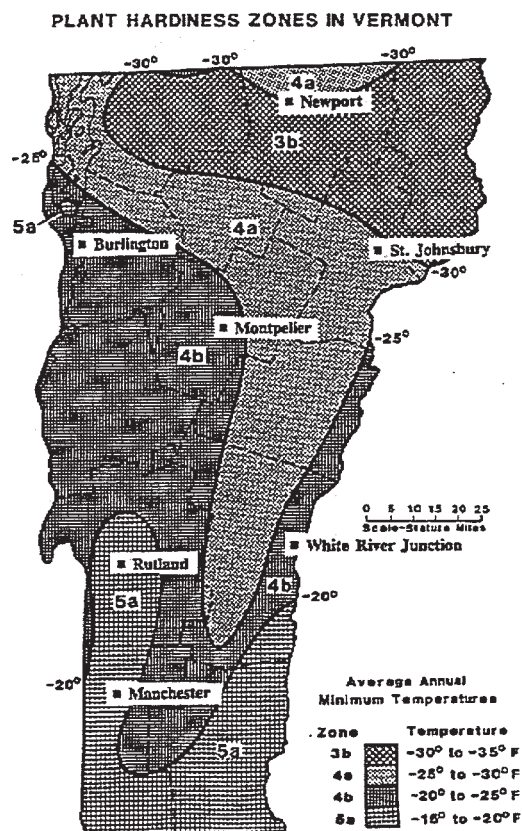 PLANT HARDINESS ZONES IN VERMONT
-30° -30° -30°
4a
Newport
3b
-25°
5a
4a
Burlington
St. Johnsbury
-30°
Montpelier
-25°
4b
0 5 10 15 20 25
Scale-Statute Miles
White River Junction
Rutland
4b
-20°
5a
-20°
Manchester
5a
Average Annual
Minimum Temperatures
Zone Temperature
3b -30° to -35° F
4a -25° to -30° F
4b -20° to -25° F
5a -15° to -20° F